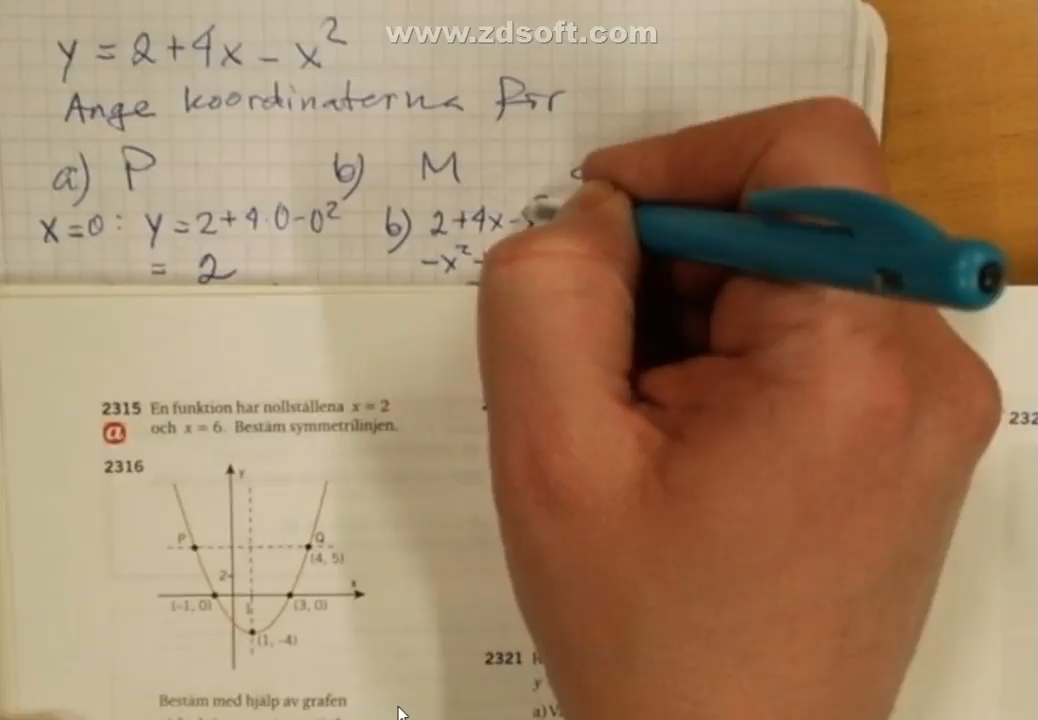 www.zdsoft.com
y = 2 + 4x - x²
Ange koordinaterna för
a) P b) M
x=0: y = 2 + 4·0 - 0² b) 2 + 4x -
= 2 -x²
2315 En funktion har nollställena x = 2
a och x = 6. Bestäm symmetrilinjen.
2316
y
P Q
(4, 5)
2
x
(-1, 0) (3, 0)
(1, -4)
Bestäm med hjälp av grafen
232
2321
y
a)